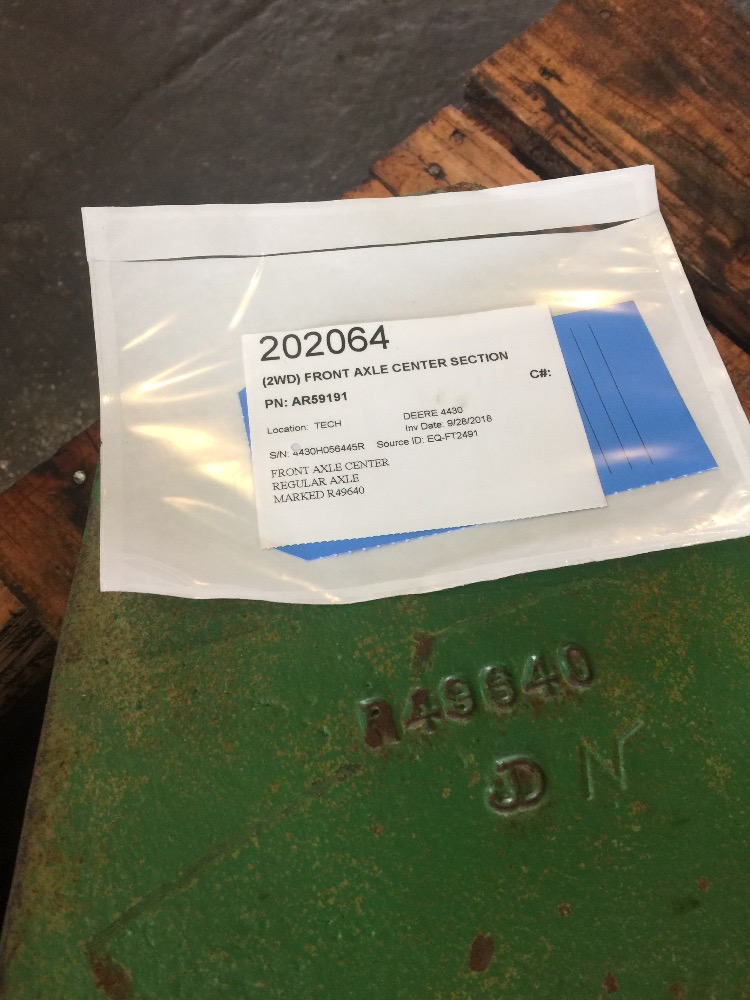 202064
(2WD) FRONT AXLE CENTER SECTION
PN: AR59191
C#:
Location: TECH
DEERE 4430
Inv Date: 9/28/2018
S/N: 4430H056445R Source ID: EQ-FT2491
FRONT AXLE CENTER
REGULAR AXLE
MARKED R49640
R49640
JD N